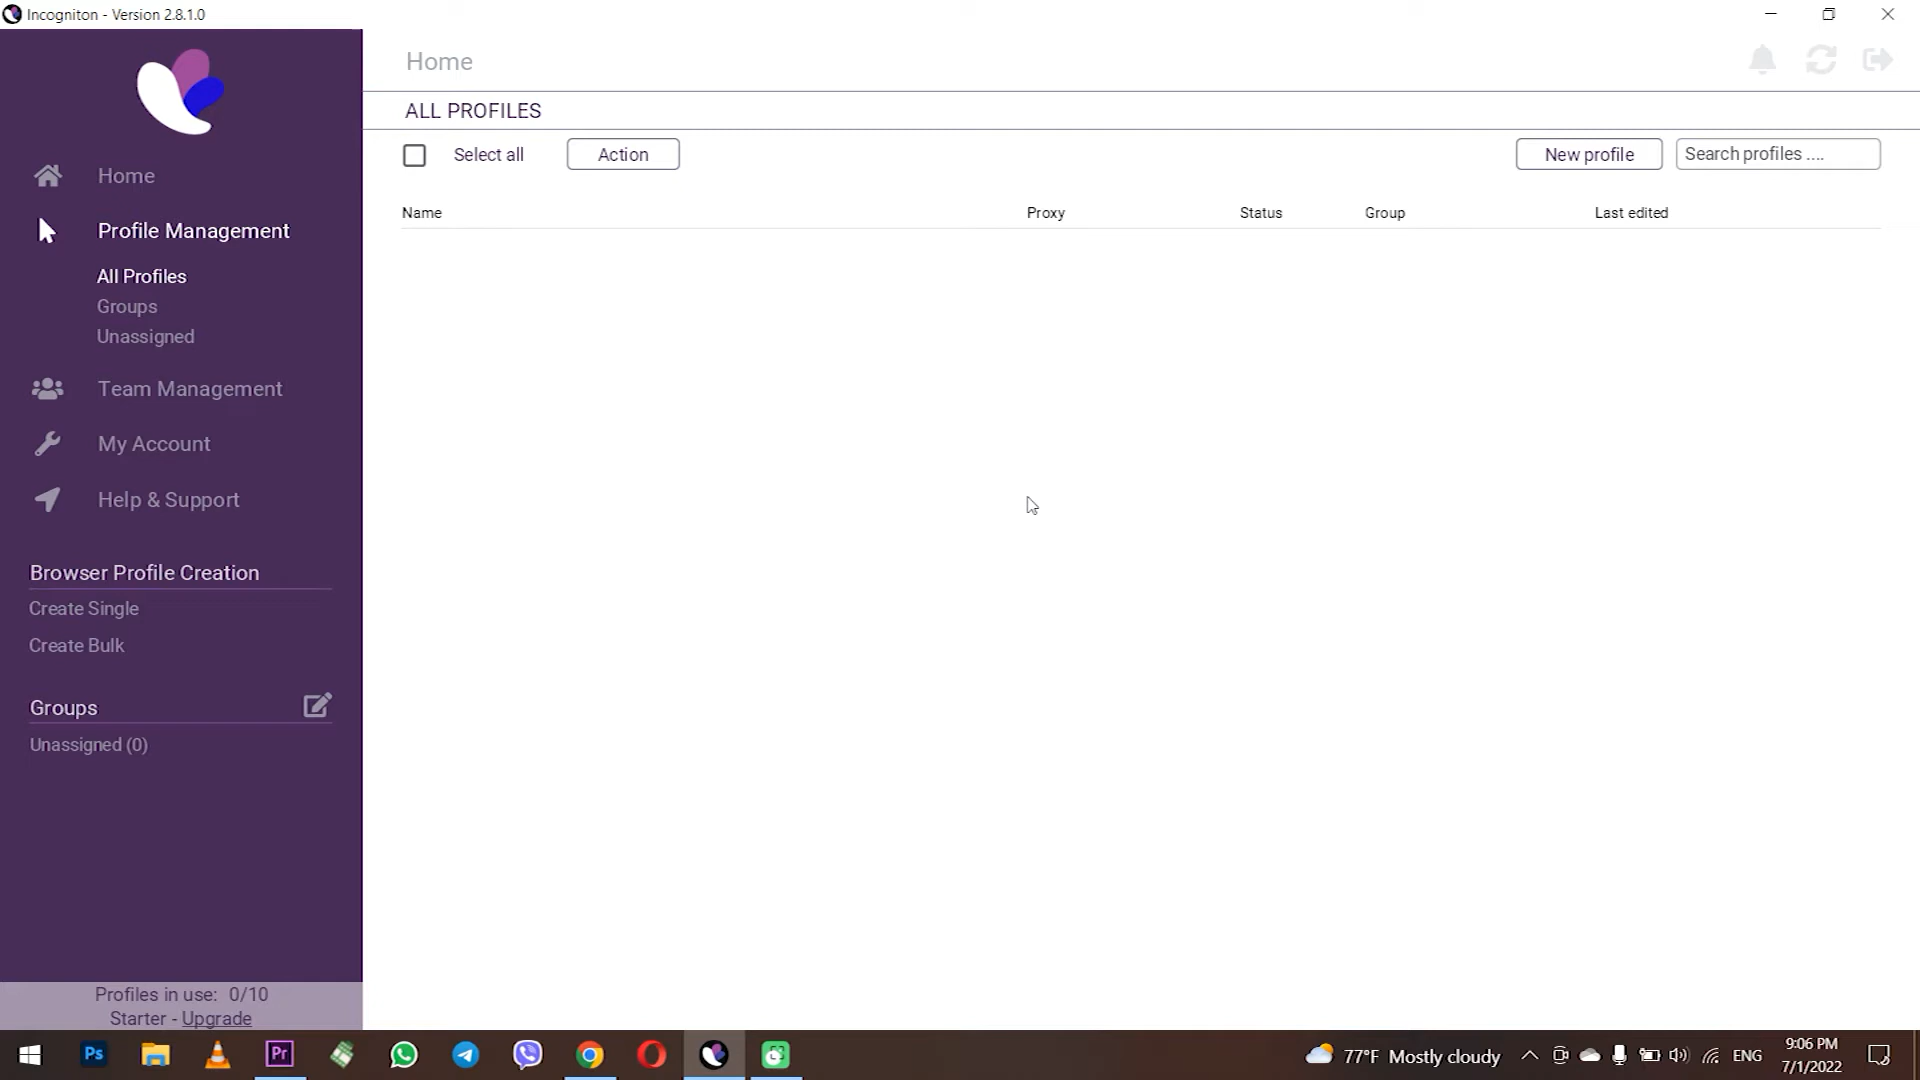 Incogniton - Version 2.8.1.0
Home
ALL PROFILES
Select all
Action
New profile
Search profiles ....
Name
Proxy
Status
Group
Last edited
Home
Profile Management
All Profiles
Groups
Unassigned
Team Management
My Account
Help & Support
Browser Profile Creation
Create Single
Create Bulk
Groups
Unassigned (0)
Profiles in use: 0/10
Starter - Upgrade
Ps
Pr
77°F Mostly cloudy
ENG
9:06 PM
7/1/2022